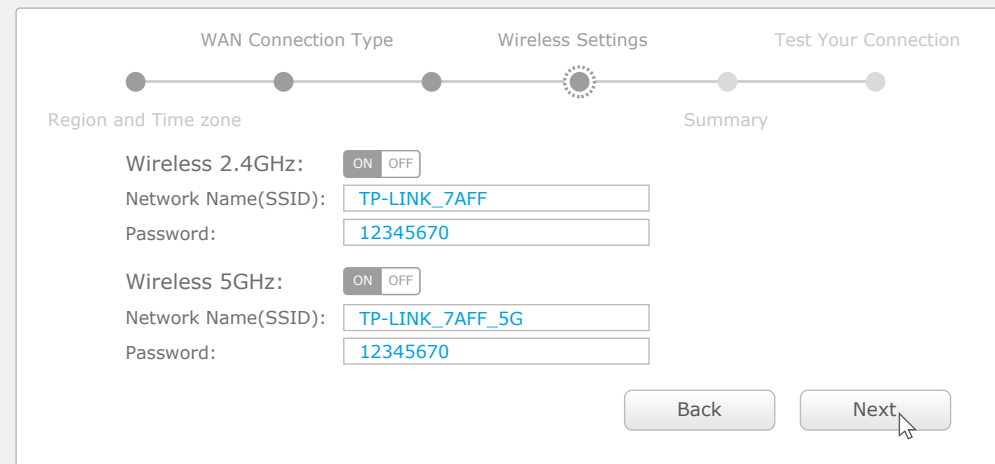 WAN Connection Type Wireless Settings Test Your Connection
Region and Time zone Summary
Wireless 2.4GHz: ON OFF
Network Name(SSID): TP-LINK_7AFF
Password: 12345670
Wireless 5GHz: ON OFF
Network Name(SSID): TP-LINK_7AFF_5G
Password: 12345670
Back Next